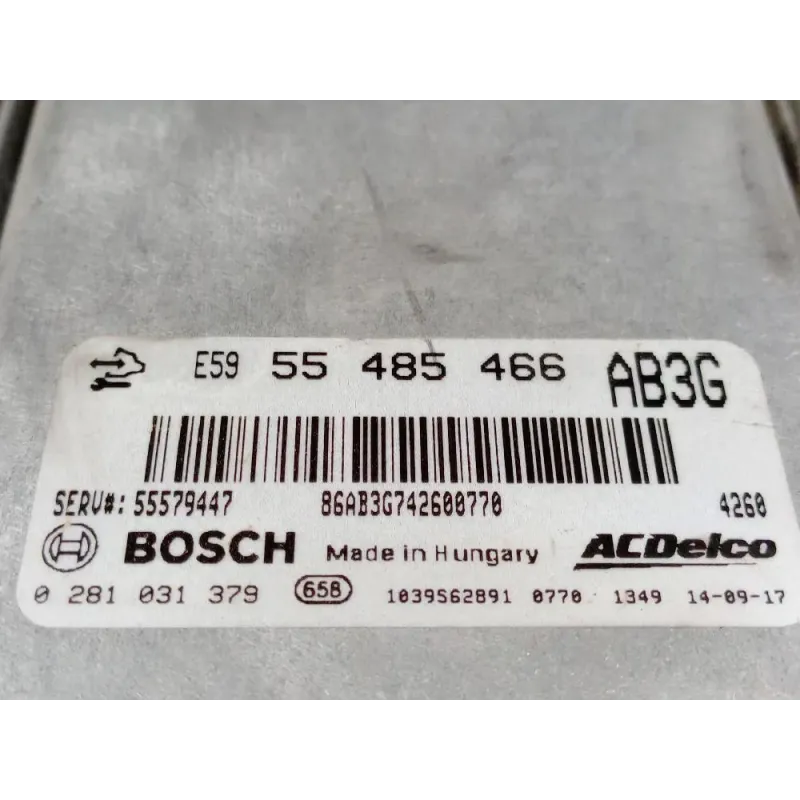 E59 55 485 466 AB3G
SERV#: 55579447 86AB3G742600770 4260
BOSCH Made in Hungary ACDelco
0 281 031 379 658 1039S62891 0770 1349 14-09-17